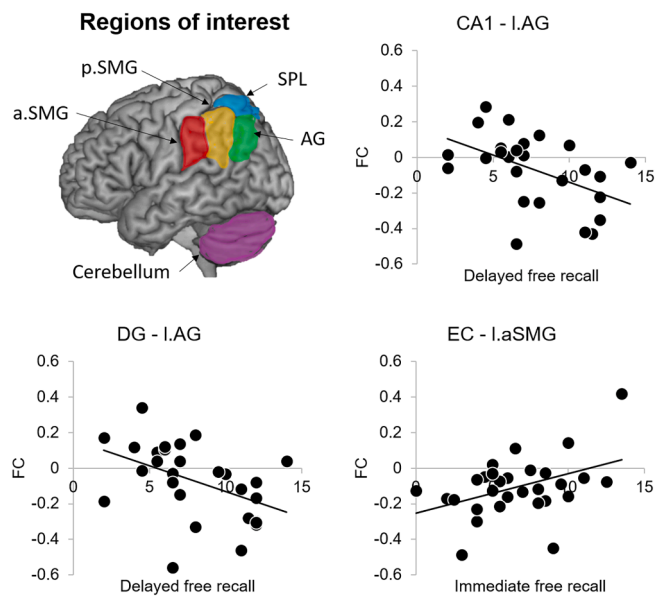 Regions of interest
p.SMG
SPL
a.SMG
AG
Cerebellum
CA1 - l.AG
0.6
0.4
0.2
0
-0.2
-0.4
-0.6
FC
0 5 10 15
Delayed free recall
DG - l.AG
0.6
0.4
0.2
0
-0.2
-0.4
-0.6
FC
0 5 10 15
Delayed free recall
EC - l.aSMG
0.6
0.4
0.2
0
-0.2
-0.4
-0.6
FC
0 5 10 15
Immediate free recall